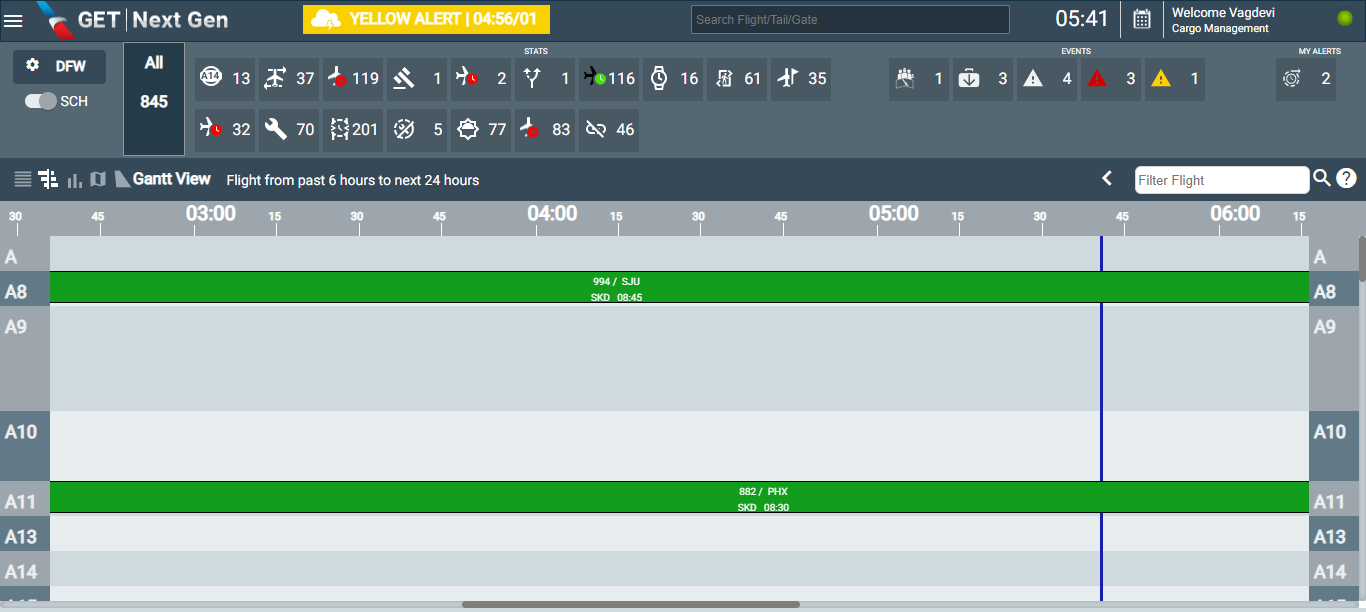 GET | Next Gen
YELLOW ALERT | 04:56/01
Search Flight/Tail/Gate
05:41
Welcome Vagdevi
Cargo Management
DFW
SCH
All
845
STATS
A14 13 37 119 1 2 1 116 16 61 35
32 70 201 5 77 83 46
EVENTS
1 3 4 3 1
MY ALERTS
2
Gantt View Flight from past 6 hours to next 24 hours
Filter Flight
?
30 45 03:00 15 30 45 04:00 15 30 45 05:00 15 30 45 06:00 15
A A
A8 994 / SJU A8
SKD 08:45
A9 A9
A10 A10
A11 882 / PHX A11
SKD 08:30
A13 A13
A14 A14